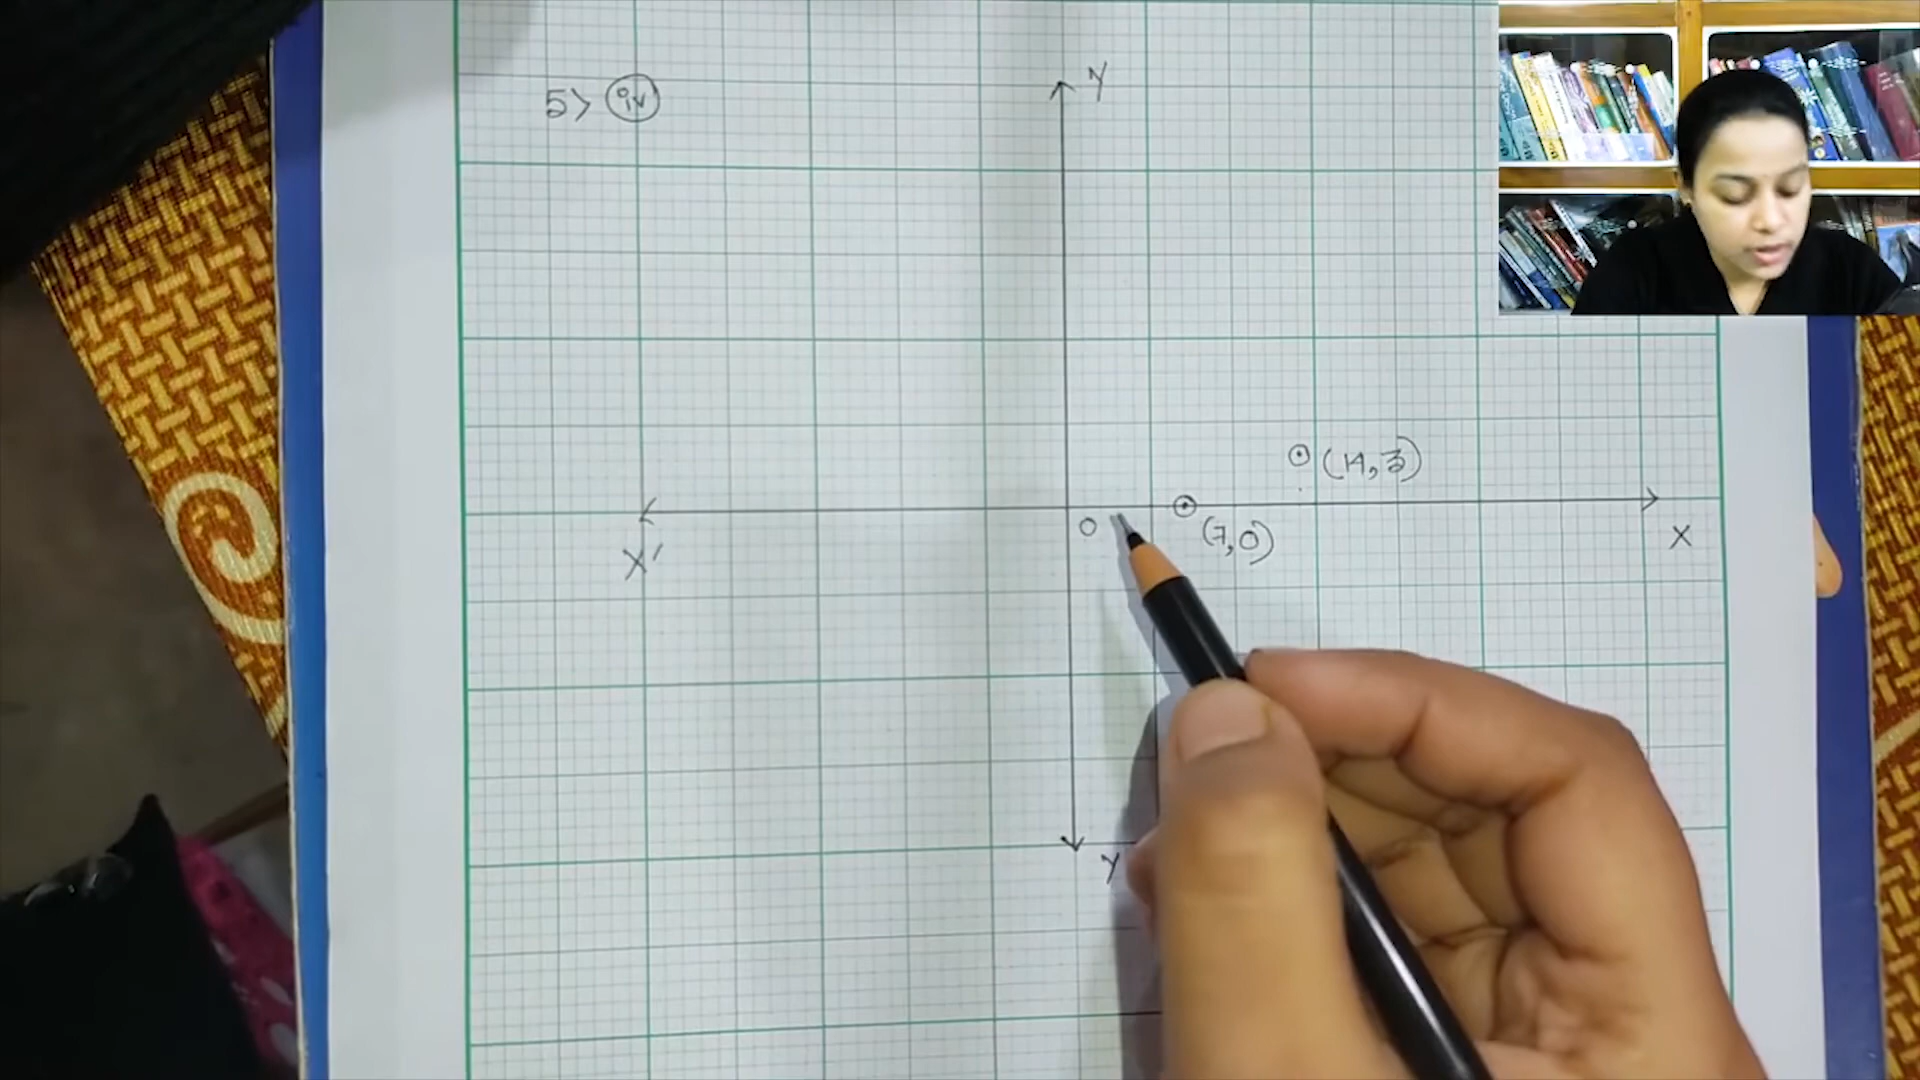 5> (iv)
Y
(14,3)
O
(7,0)
X
X'
Y